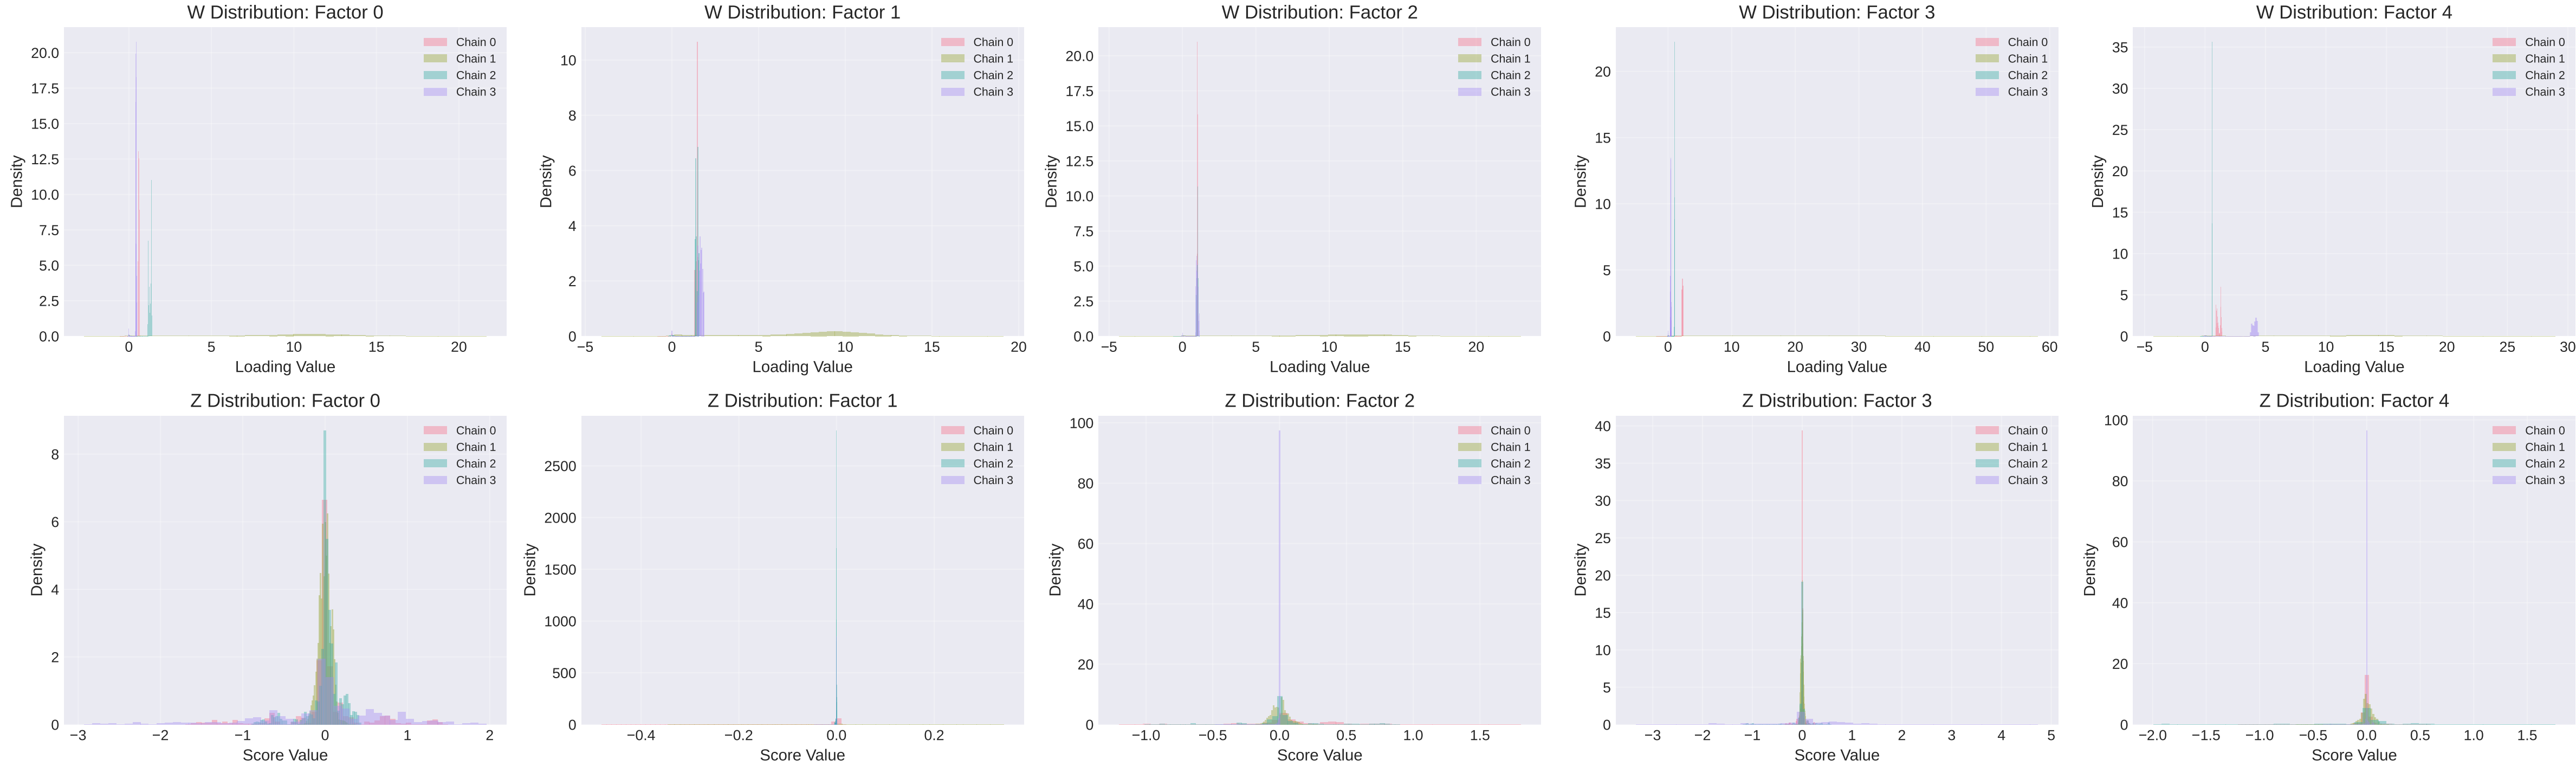 W Distribution: Factor 0
20.0
17.5
15.0
12.5
10.0
7.5
5.0
2.5
0.0
Density
0 5 10 15 20
Loading Value
Chain 0
Chain 1
Chain 2
Chain 3
W Distribution: Factor 1
10
8
6
4
2
0
Density
−5 0 5 10 15 20
Loading Value
Chain 0
Chain 1
Chain 2
Chain 3
W Distribution: Factor 2
20.0
17.5
15.0
12.5
10.0
7.5
5.0
2.5
0.0
Density
−5 0 5 10 15 20
Loading Value
Chain 0
Chain 1
Chain 2
Chain 3
W Distribution: Factor 3
20
15
10
5
0
Density
0 10 20 30 40 50 60
Loading Value
Chain 0
Chain 1
Chain 2
Chain 3
W Distribution: Factor 4
35
30
25
20
15
10
5
0
Density
−5 0 5 10 15 20 25 30
Loading Value
Chain 0
Chain 1
Chain 2
Chain 3
Z Distribution: Factor 0
8
6
4
2
0
Density
−3 −2 −1 0 1 2
Score Value
Chain 0
Chain 1
Chain 2
Chain 3
Z Distribution: Factor 1
2500
2000
1500
1000
500
0
Density
−0.4 −0.2 0.0 0.2
Score Value
Chain 0
Chain 1
Chain 2
Chain 3
Z Distribution: Factor 2
100
80
60
40
20
0
Density
−1.0 −0.5 0.0 0.5 1.0 1.5
Score Value
Chain 0
Chain 1
Chain 2
Chain 3
Z Distribution: Factor 3
40
35
30
25
20
15
10
5
0
Density
−3 −2 −1 0 1 2 3 4 5
Score Value
Chain 0
Chain 1
Chain 2
Chain 3
Z Distribution: Factor 4
100
80
60
40
20
0
Density
−2.0 −1.5 −1.0 −0.5 0.0 0.5 1.0 1.5
Score Value
Chain 0
Chain 1
Chain 2
Chain 3